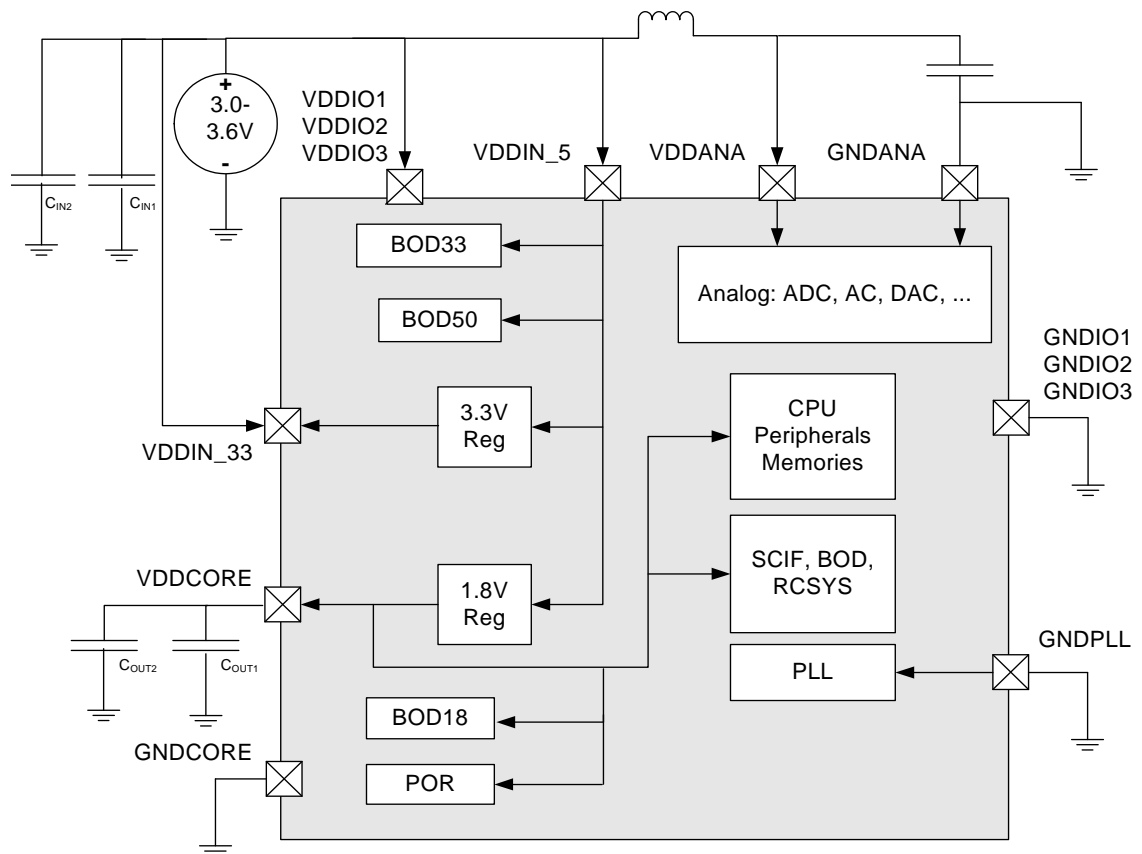 +
3.0-
3.6V
-
VDDIO1
VDDIO2
VDDIO3
VDDIN_5
VDDANA
GNDANA
CIN2
CIN1
BOD33
BOD50
Analog: ADC, AC, DAC, ...
GNDIO1
GNDIO2
GNDIO3
3.3V
Reg
CPU
Peripherals
Memories
VDDIN_33
VDDCORE
1.8V
Reg
SCIF, BOD,
RCSYS
COUT2
COUT1
GNDPLL
PLL
BOD18
GNDCORE
POR